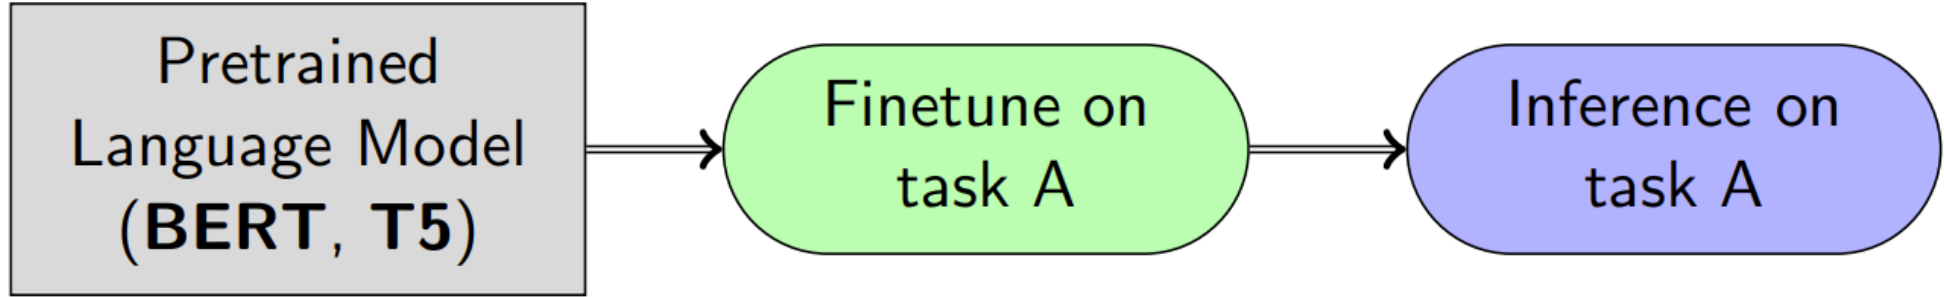 Pretrained
Language Model
(BERT, T5)
Finetune on
task A
Inference on
task A